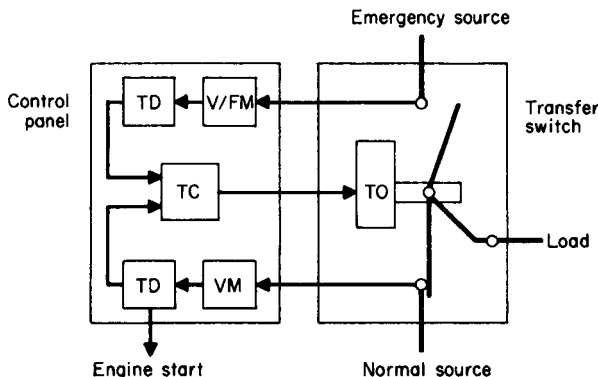 Emergency source
Control
panel
TD
V/FM
Transfer
switch
TC
TO
Load
TD
VM
Engine start
Normal source